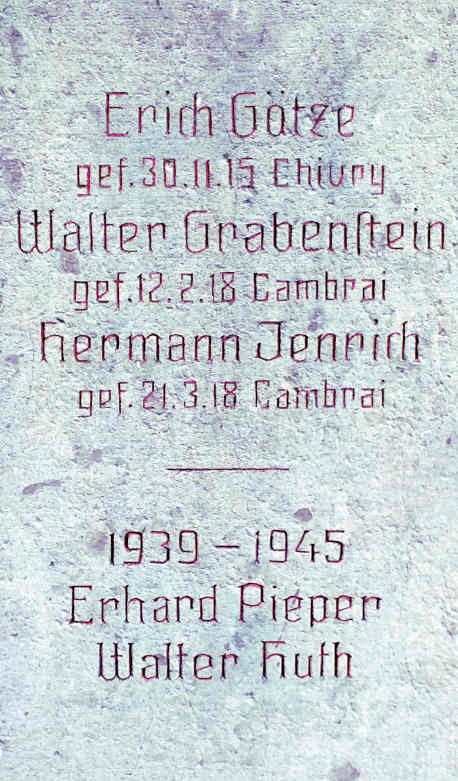 Erich Götze
gef. 30.11.15 Chivry
Walter Grabenstein
gef. 12.2.18 Cambrai
Hermann Jenrich
gef. 21.3.18 Cambrai
1939 – 1945
Erhard Pieper
Walter Huth